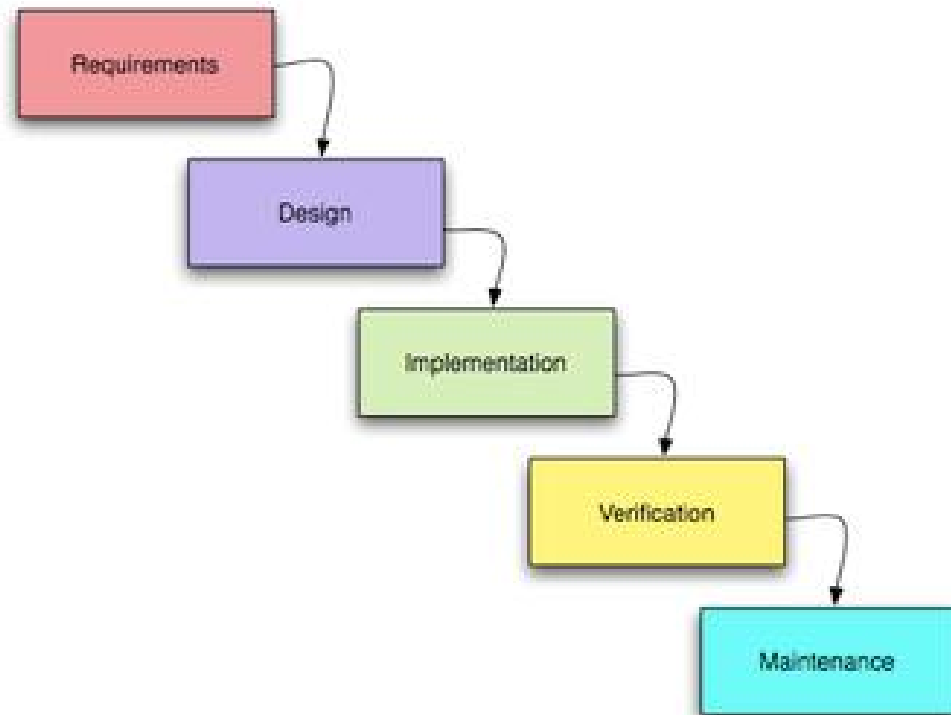 Requirements
Design
Implementation
Verification
Maintenance